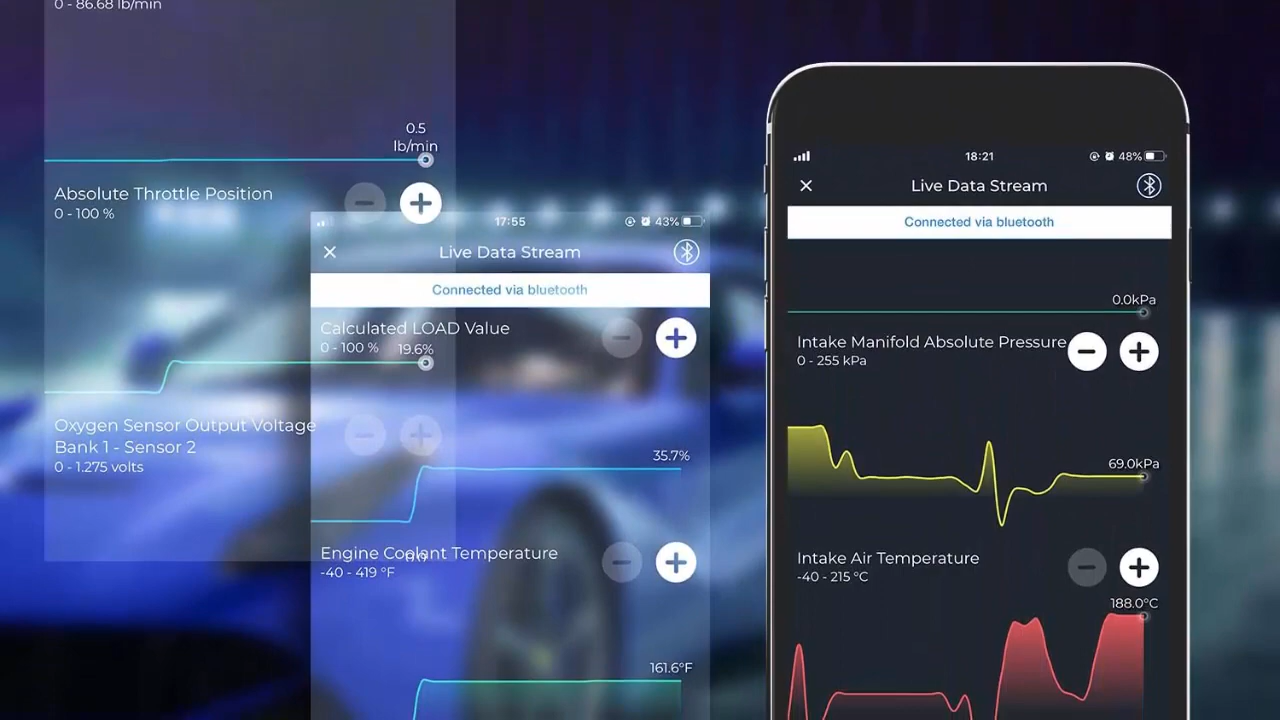 0 - 86.68 lb/min
0.5
lb/min
Absolute Throttle Position
0 - 100 %
19.6%
Oxygen Sensor Output Voltage
Bank 1 - Sensor 2
0 - 1.275 volts
0.0
17:55
43%
Live Data Stream
Connected via bluetooth
Calculated LOAD Value
0 - 100 %
35.7%
Engine Coolant Temperature
-40 - 419 °F
161.6°F
18:21
48%
Live Data Stream
Connected via bluetooth
0.0kPa
Intake Manifold Absolute Pressure
0 - 255 kPa
69.0kPa
Intake Air Temperature
-40 - 215 °C
188.0°C